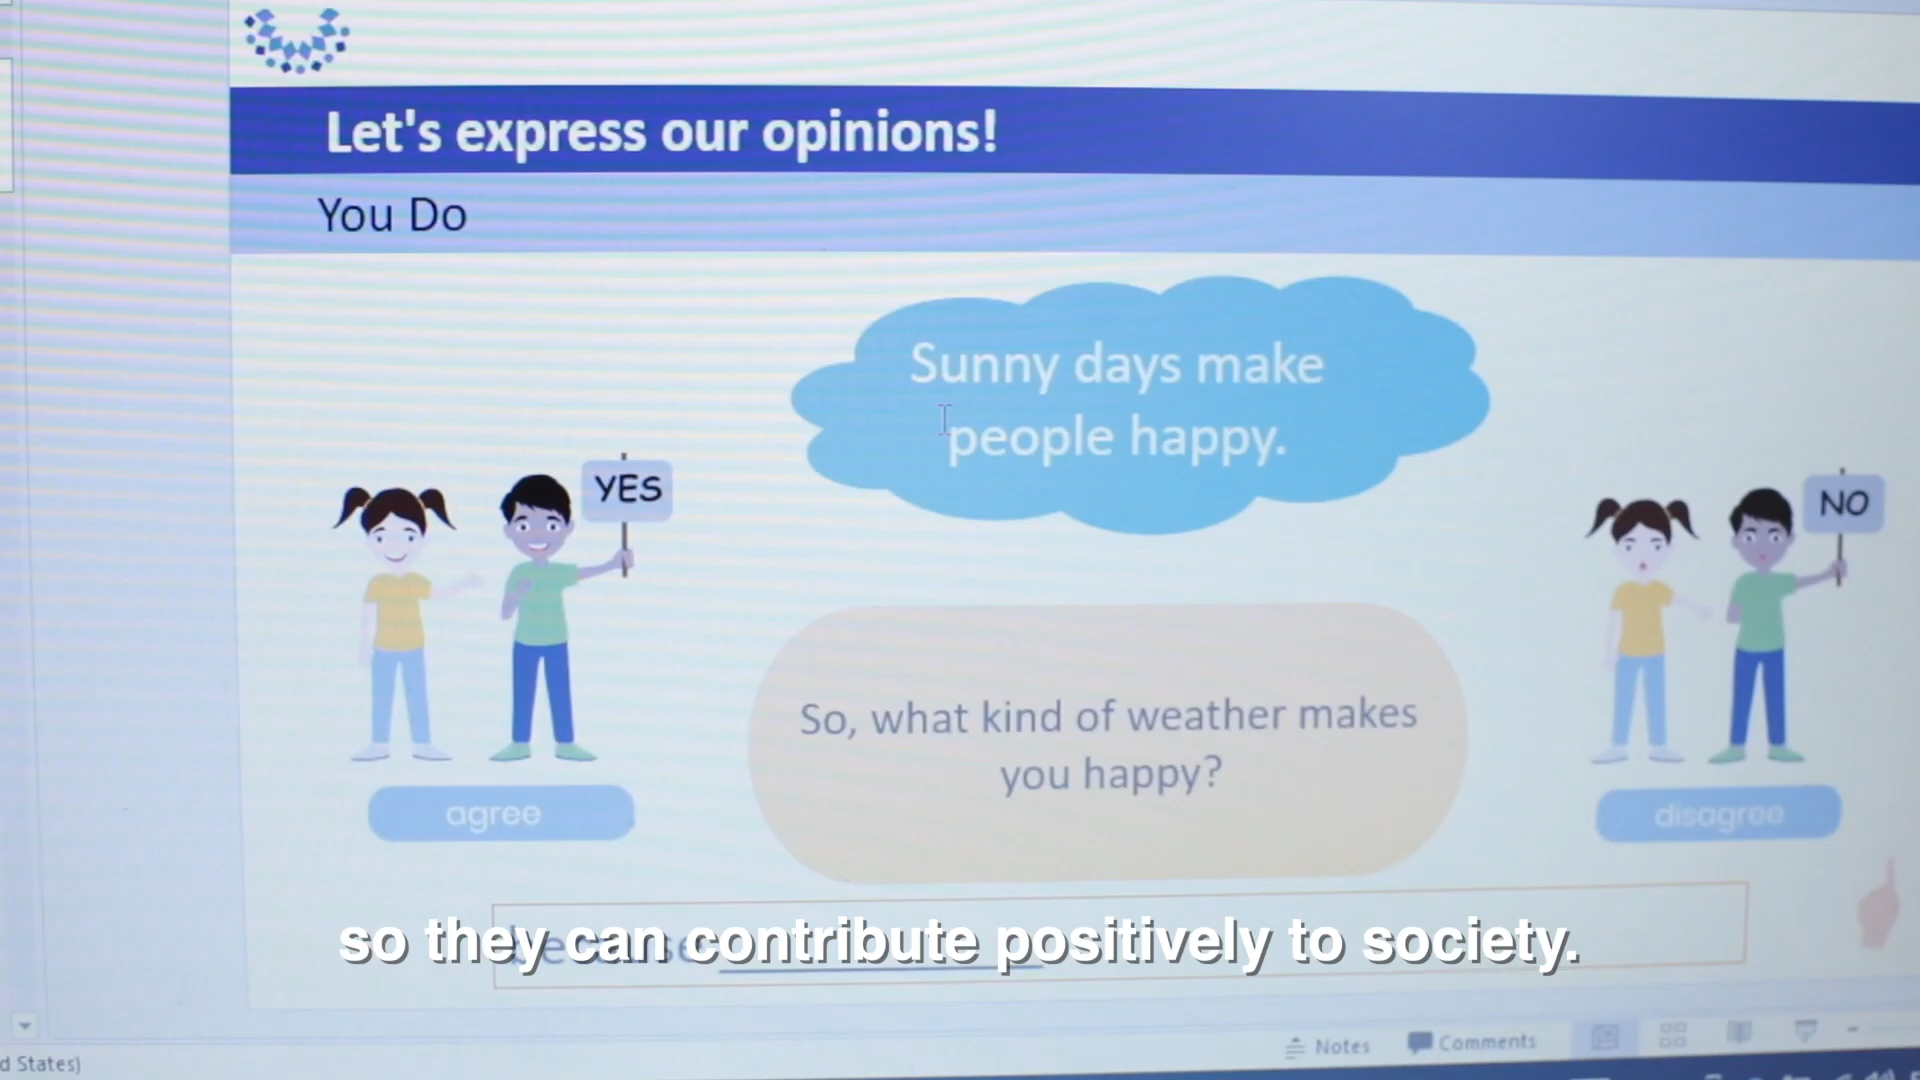 Let's express our opinions!
You Do
Sunny days make
people happy.
YES
NO
So, what kind of weather makes
you happy?
agree
disagree
because
so they can contribute positively to society.
Notes
Comments
d States)